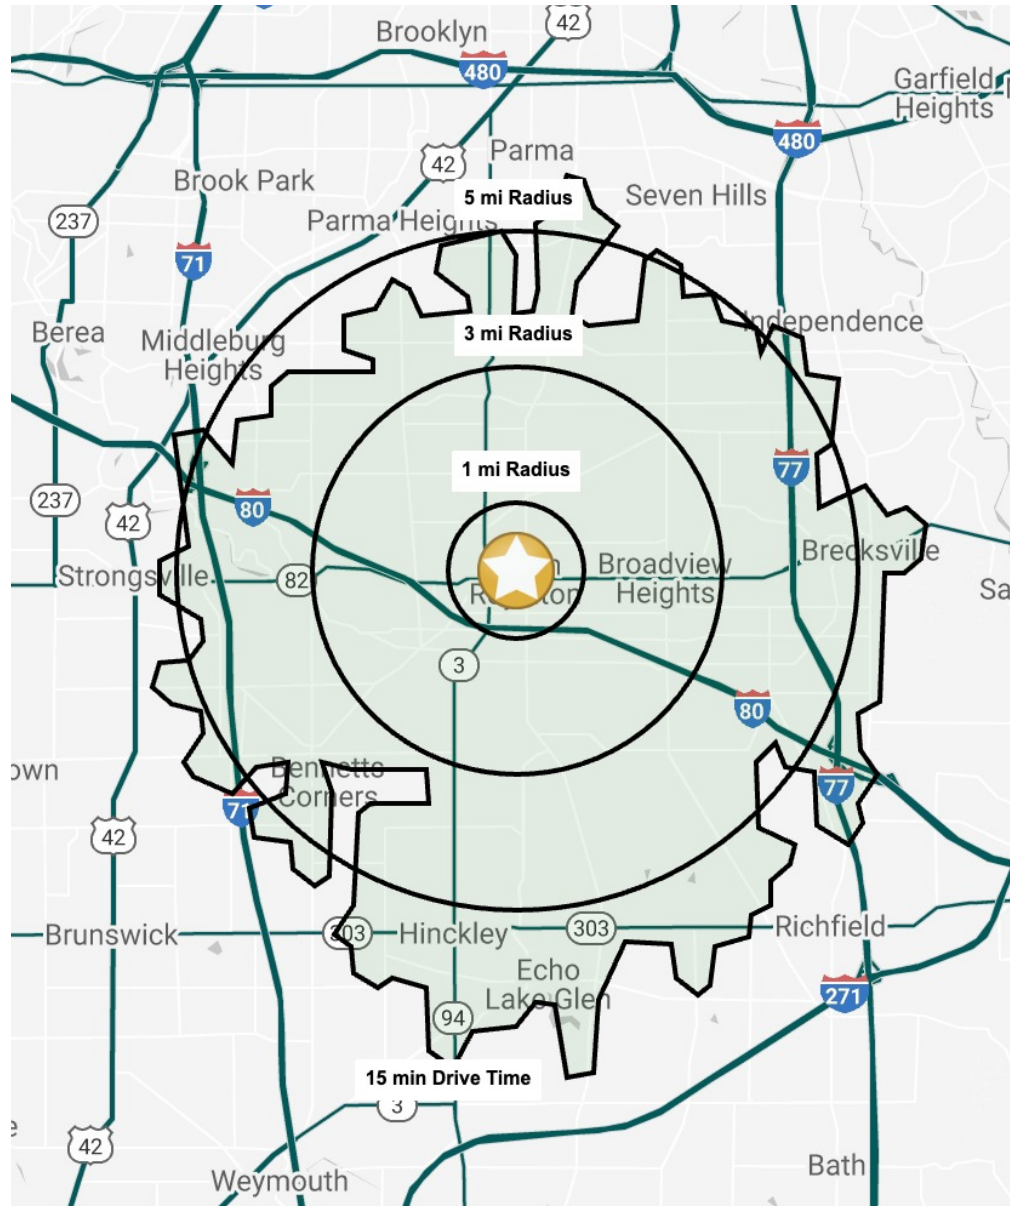 42
Brooklyn
480
Garfield
Heights
480
42
Parma
Brook Park
Seven Hills
5 mi Radius
237
Parma Heights
71
Independence
Berea
3 mi Radius
Middleburg
Heights
1 mi Radius
77
237
80
42
Brecksville
Strongsville
82
Broadview
Heights
3
80
Bennetts
Corners
77
71
42
Brunswick
303
Hinckley
303
Richfield
Echo
Lake Glen
271
94
15 min Drive Time
3
42
Bath
Weymouth